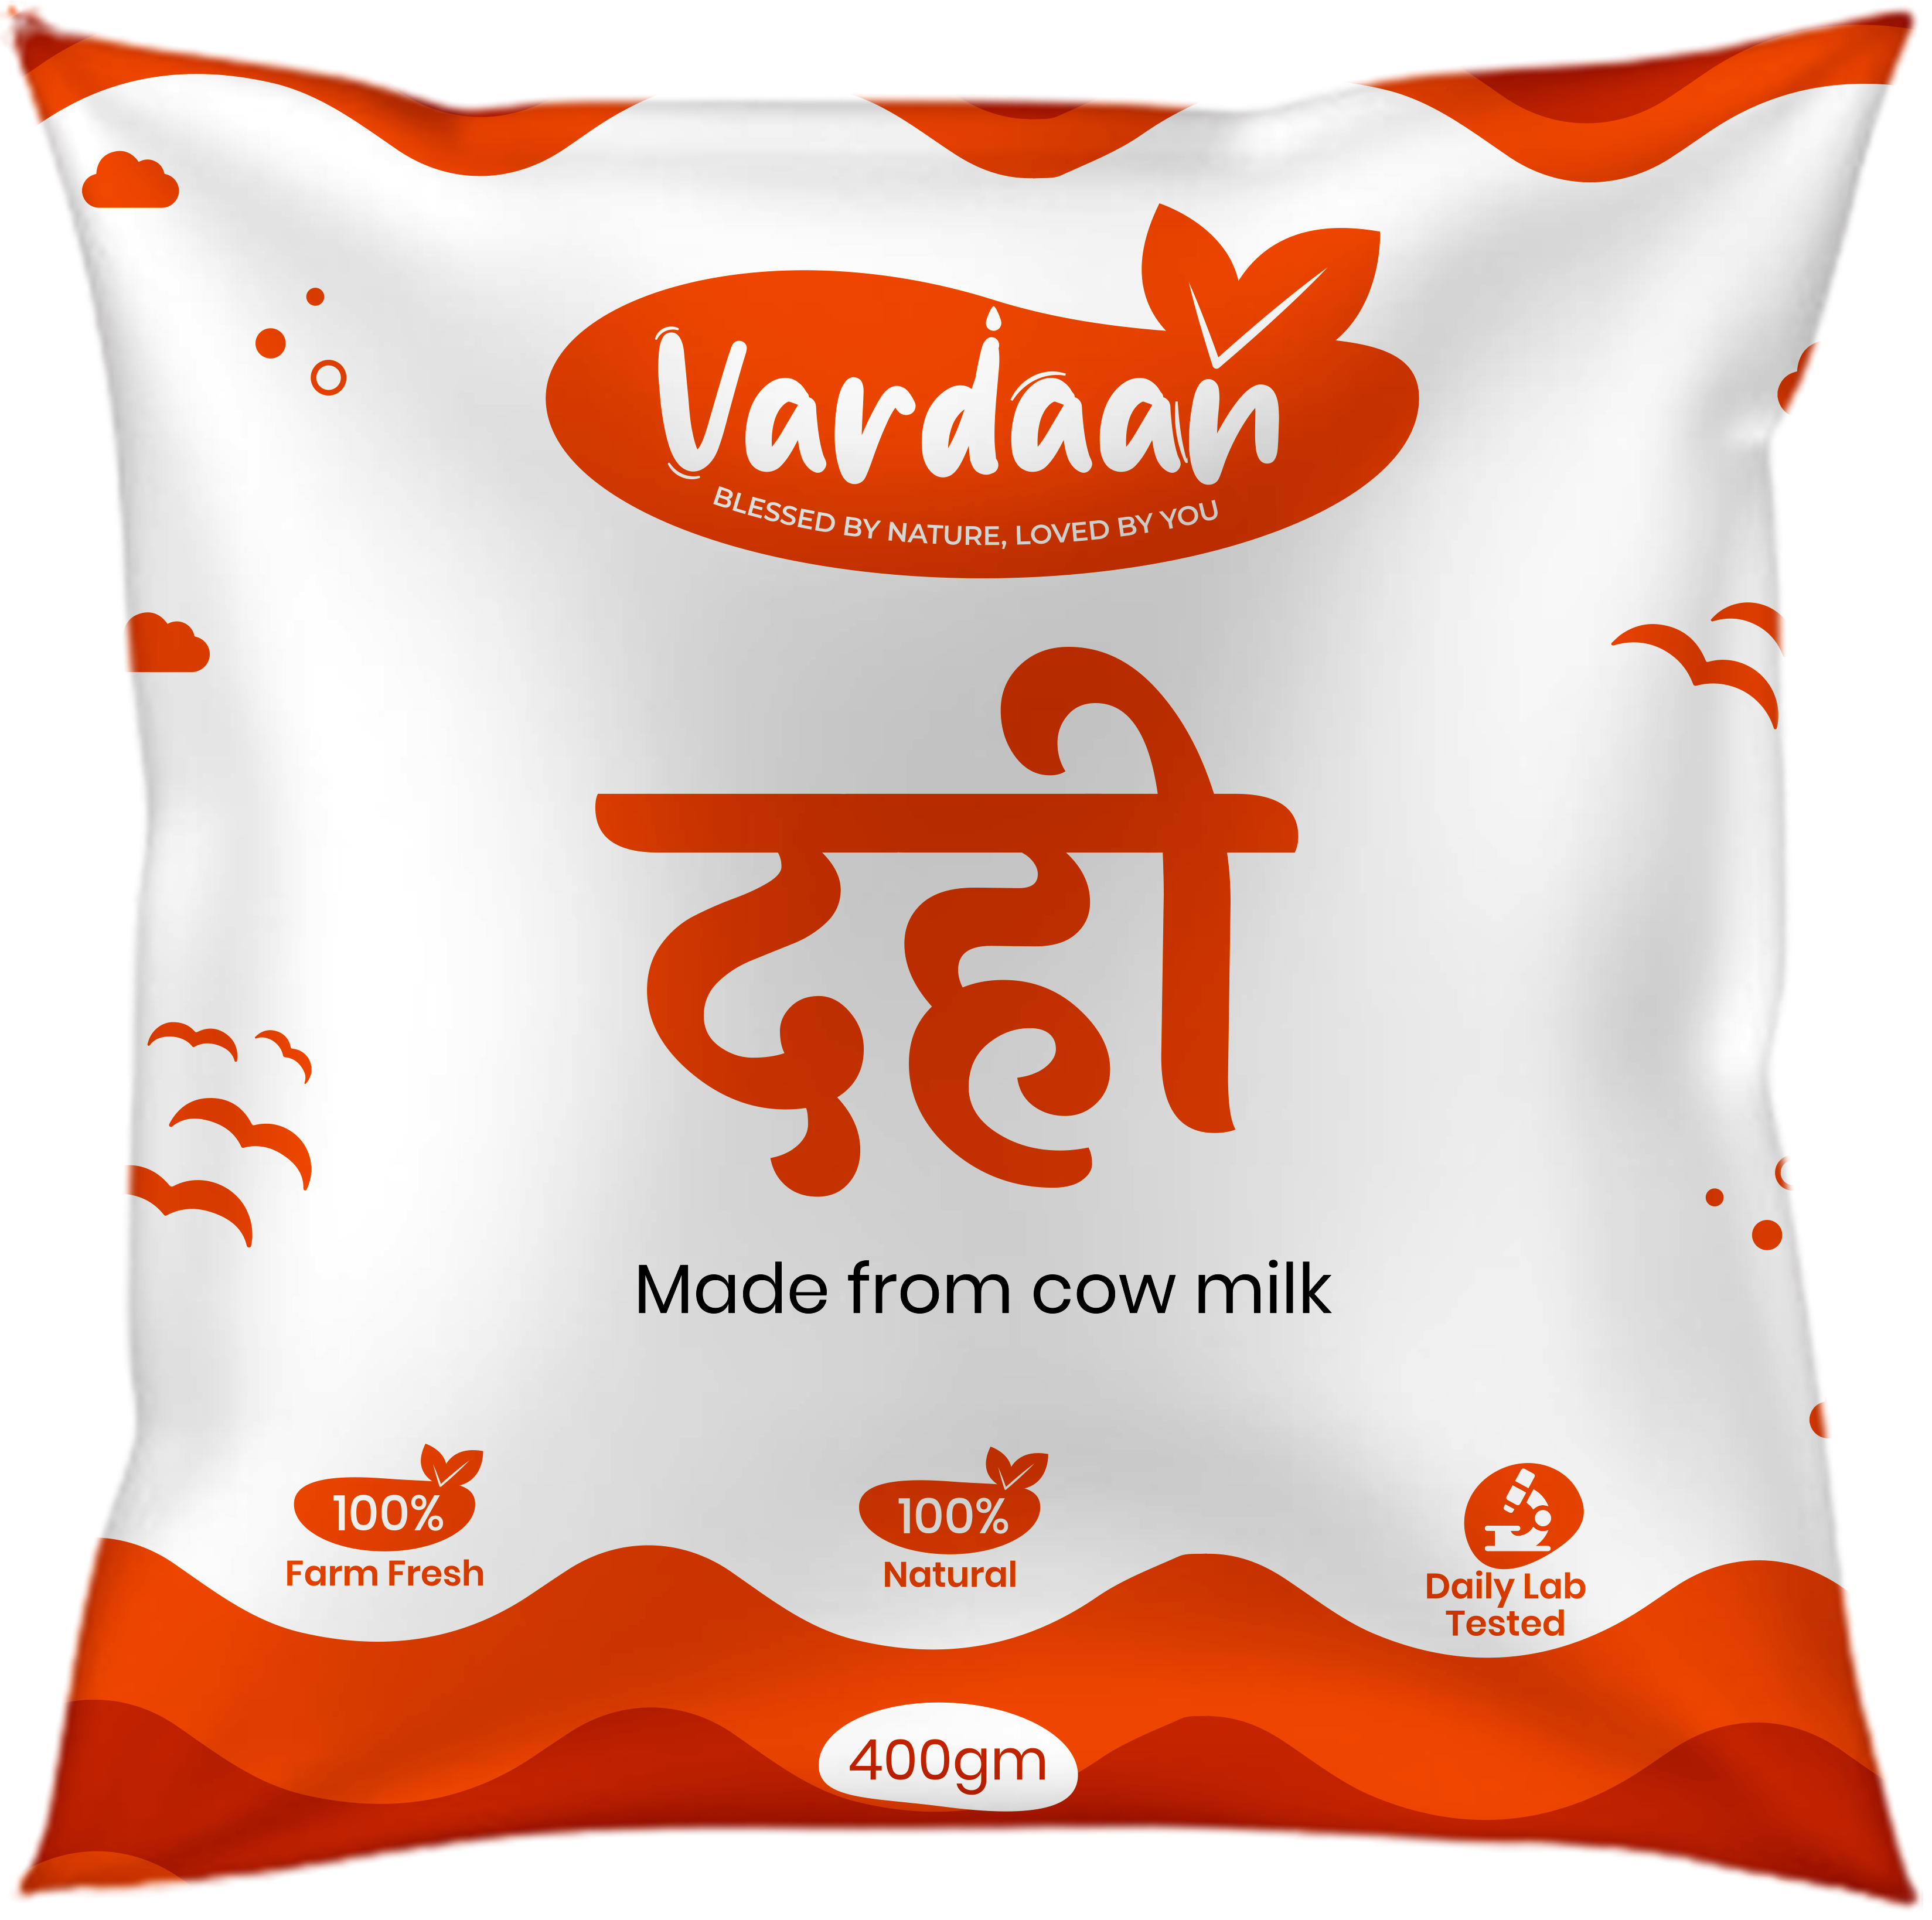 Vardaan
BLESSED BY NATURE, LOVED BY YOU
दही
Made from cow milk
100%
Farm Fresh
100%
Natural
Daily Lab
Tested
400gm